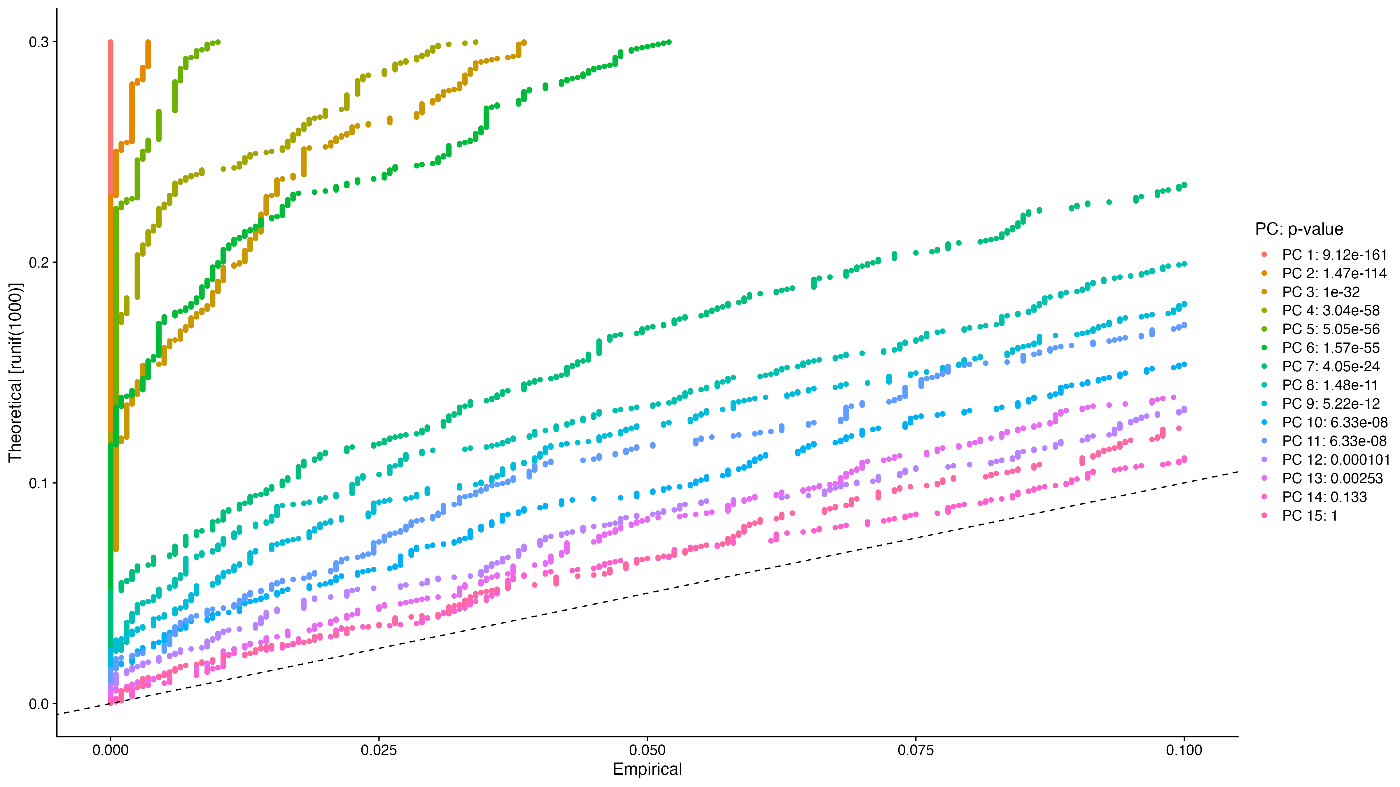 0.3
0.2
0.1
0.0
Theoretical [runif(1000)]
0.000
0.025
0.050
0.075
0.100
Empirical
PC: p-value
PC 1: 9.12e-161
PC 2: 1.47e-114
PC 3: 1e-32
PC 4: 3.04e-58
PC 5: 5.05e-56
PC 6: 1.57e-55
PC 7: 4.05e-24
PC 8: 1.48e-11
PC 9: 5.22e-12
PC 10: 6.33e-08
PC 11: 6.33e-08
PC 12: 0.000101
PC 13: 0.00253
PC 14: 0.133
PC 15: 1